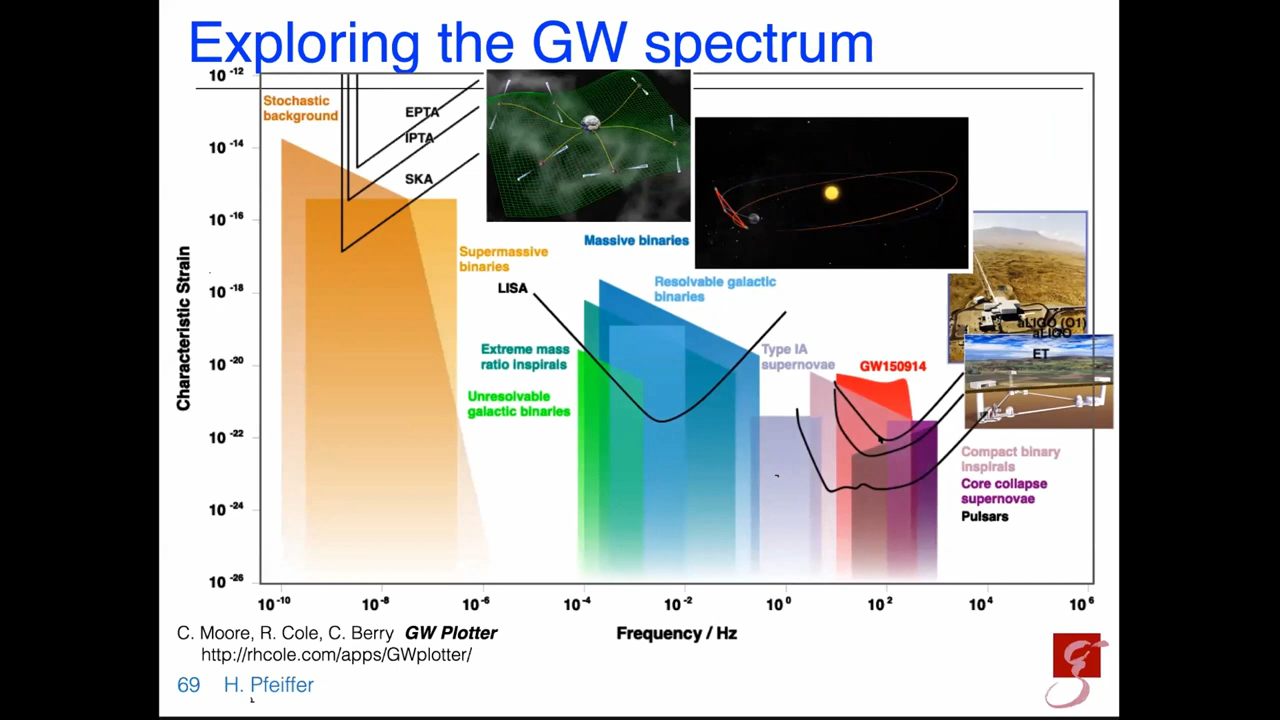 Exploring the GW spectrum
10⁻¹²
10⁻¹⁴
10⁻¹⁶
10⁻¹⁸
10⁻²⁰
10⁻²²
10⁻²⁴
10⁻²⁶
Characteristic Strain
Stochastic
background
EPTA
IPTA
SKA
Supermassive
binaries
LISA
Massive binaries
Resolvable galactic
binaries
Extreme mass
ratio inspirals
Unresolvable
galactic binaries
Type IA
supernovae
GW150914
aLIGO (O1)
aLIGO
ET
Compact binary
inspirals
Core collapse
supernovae
Pulsars
10⁻¹⁰
10⁻⁸
10⁻⁶
10⁻⁴
10⁻²
10⁰
10²
10⁴
10⁶
Frequency / Hz
C. Moore, R. Cole, C. Berry GW Plotter
http://rhcole.com/apps/GWplotter/
69 H. Pfeiffer